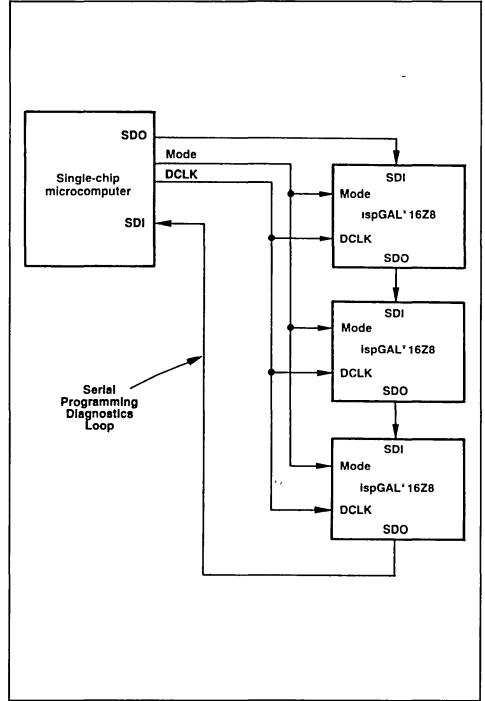 SDO
Mode
DCLK
Single-chip
microcomputer
SDI
SDI
Mode
ispGAL* 16Z8
DCLK
SDO
SDI
Mode
ispGAL* 16Z8
DCLK
SDO
SDI
Mode
ispGAL* 16Z8
DCLK
SDO
Serial
Programming
Diagnostics
Loop